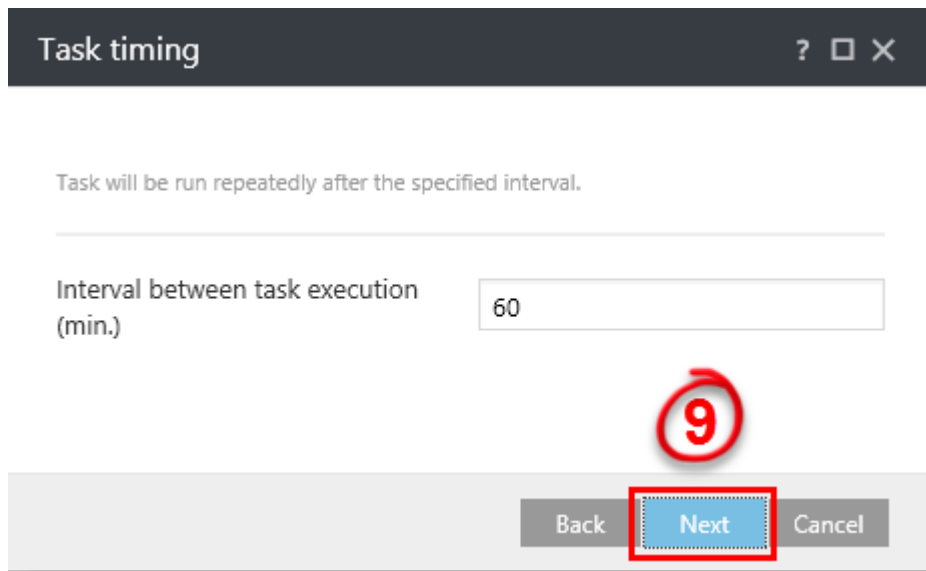 Task timing
?
Task will be run repeatedly after the specified interval.
Interval between task execution
(min.)
60
9
Back
Next
Cancel